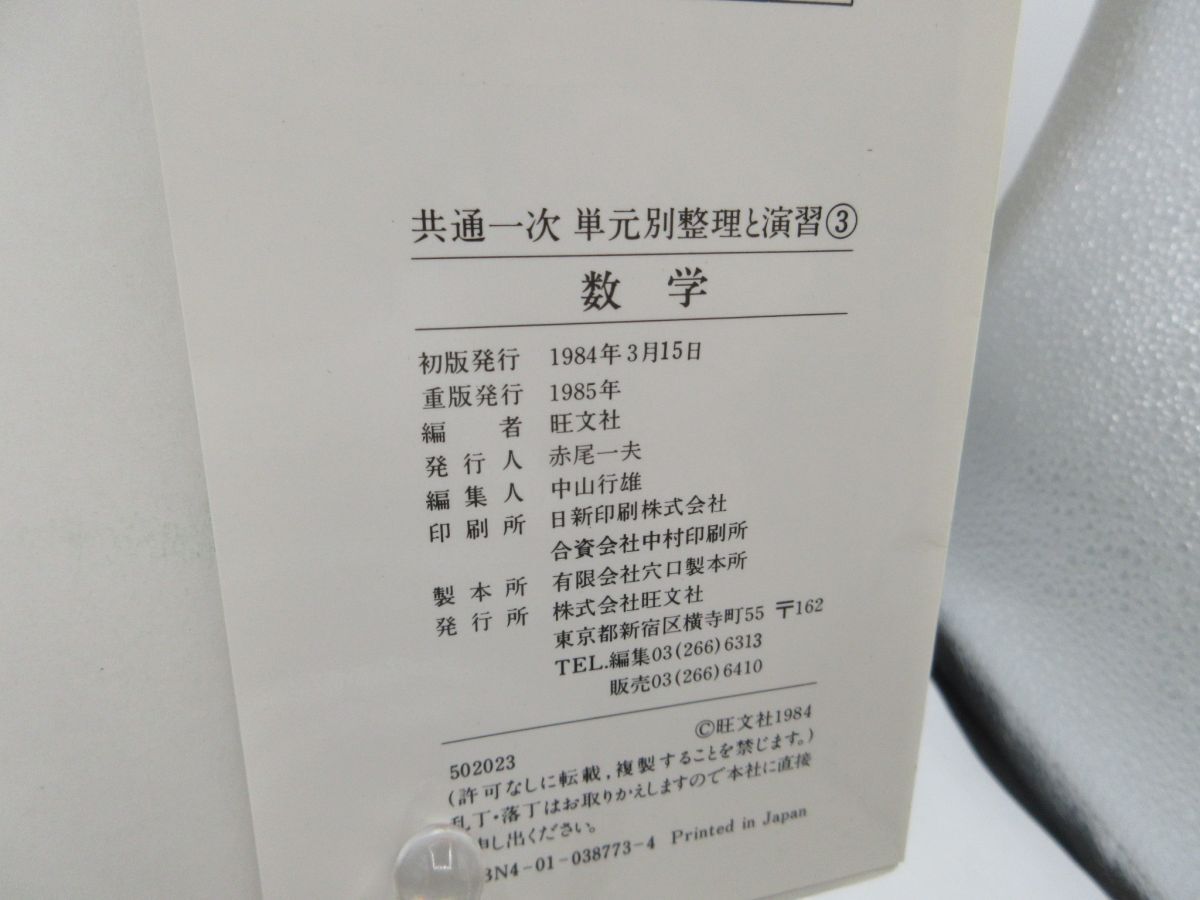 共通一次 単元別整理と演習③
数 学
初版発行 1984年3月15日
重版発行 1985年
編 者 旺文社
発行人 赤尾一夫
編集人 中山行雄
印刷所 日新印刷株式会社
合資会社中村印刷所
製本所 有限会社穴口製本所
発行所 株式会社旺文社
東京都新宿区横寺町55 〒162
TEL.編集03(266)6313
販売03(266)6410
©旺文社1984
502023
(許可なしに転載,複製することを禁じます。)
乱丁・落丁はお取りかえしますので本社に直接
申し出ください。
BN4-01-038773-4 Printed in Japan